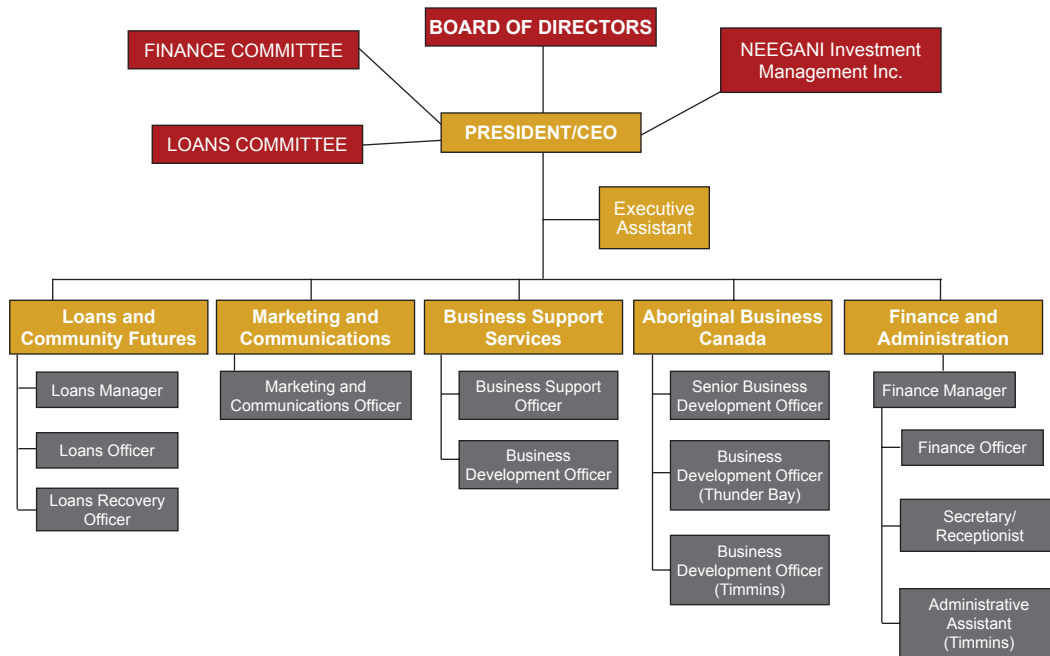 BOARD OF DIRECTORS
FINANCE COMMITTEE
NEEGANI Investment
Management Inc.
LOANS COMMITTEE
PRESIDENT/CEO
Executive
Assistant
Loans and
Community Futures
Marketing and
Communications
Business Support
Services
Aboriginal Business
Canada
Finance and
Administration
Loans Manager
Loans Officer
Loans Recovery
Officer
Marketing and
Communications Officer
Business Support
Officer
Business
Development Officer
Senior Business
Development Officer
Business
Development Officer
(Thunder Bay)
Business
Development Officer
(Timmins)
Finance Manager
Finance Officer
Secretary/
Receptionist
Administrative
Assistant
(Timmins)